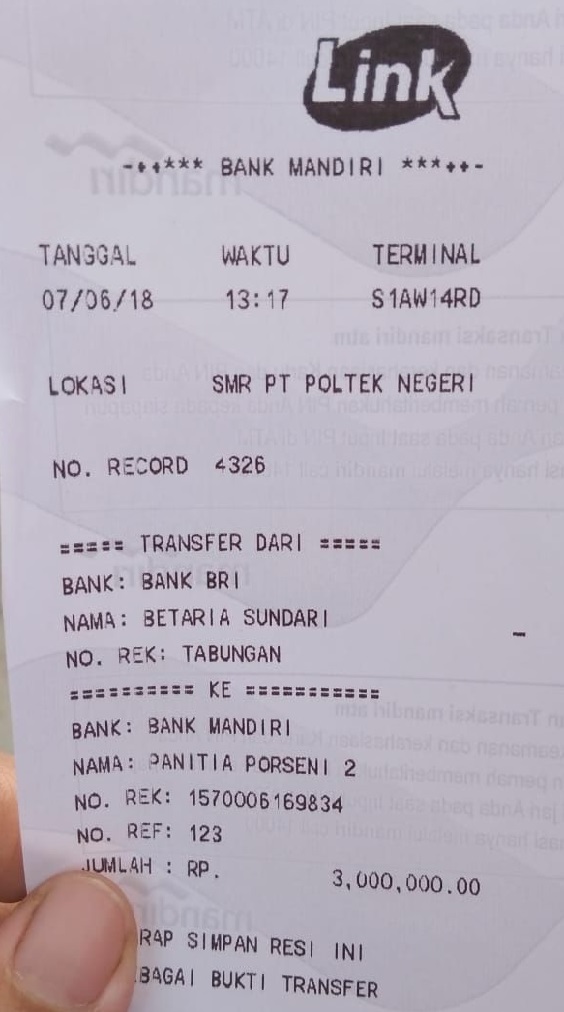 Link
-++*** BANK MANDIRI ***++-
TANGGAL WAKTU TERMINAL
07/06/18 13:17 S1AW14RD
LOKASI SMR PT POLTEK NEGERI
NO. RECORD 4326
===== TRANSFER DARI =====
BANK: BANK BRI
NAMA: BETARIA SUNDARI
NO. REK: TABUNGAN
========== KE ===========
BANK: BANK MANDIRI
NAMA: PANITIA PORSENI 2
NO. REK: 1570006169834
NO. REF: 123
JUMLAH : RP. 3,000,000.00
RAP SIMPAN RESI INI
BAGAI BUKTI TRANSFER